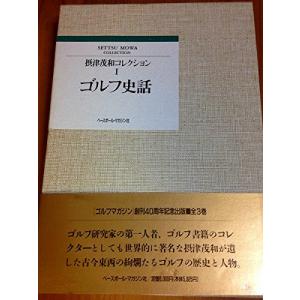 SETTSU MOWA
COLLECTION
摂津茂和コレクション
I
ゴルフ史話
ベースボール・マガジン社
「ゴルフマガジン」創刊40周年記念出版■全3巻
ゴルフ研究家の第一人者、ゴルフ書籍のコレ
クターとしても世界的に著名な摂津茂和が遺し
た古今東西の絢爛たるゴルフの歴史と人物。
ベースボール・マガジン社